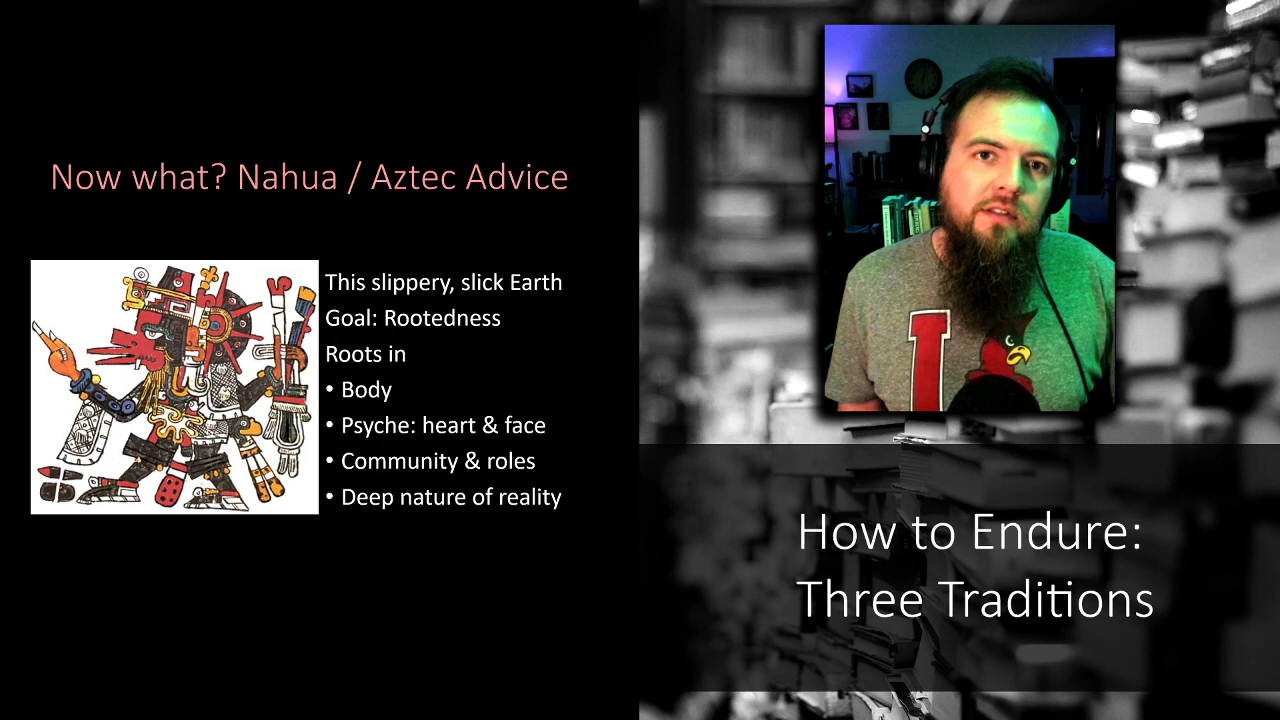 Now what? Nahua / Aztec Advice
This slippery, slick Earth
Goal: Rootedness
Roots in
• Body
• Psyche: heart & face
• Community & roles
• Deep nature of reality
How to Endure:
Three Traditions